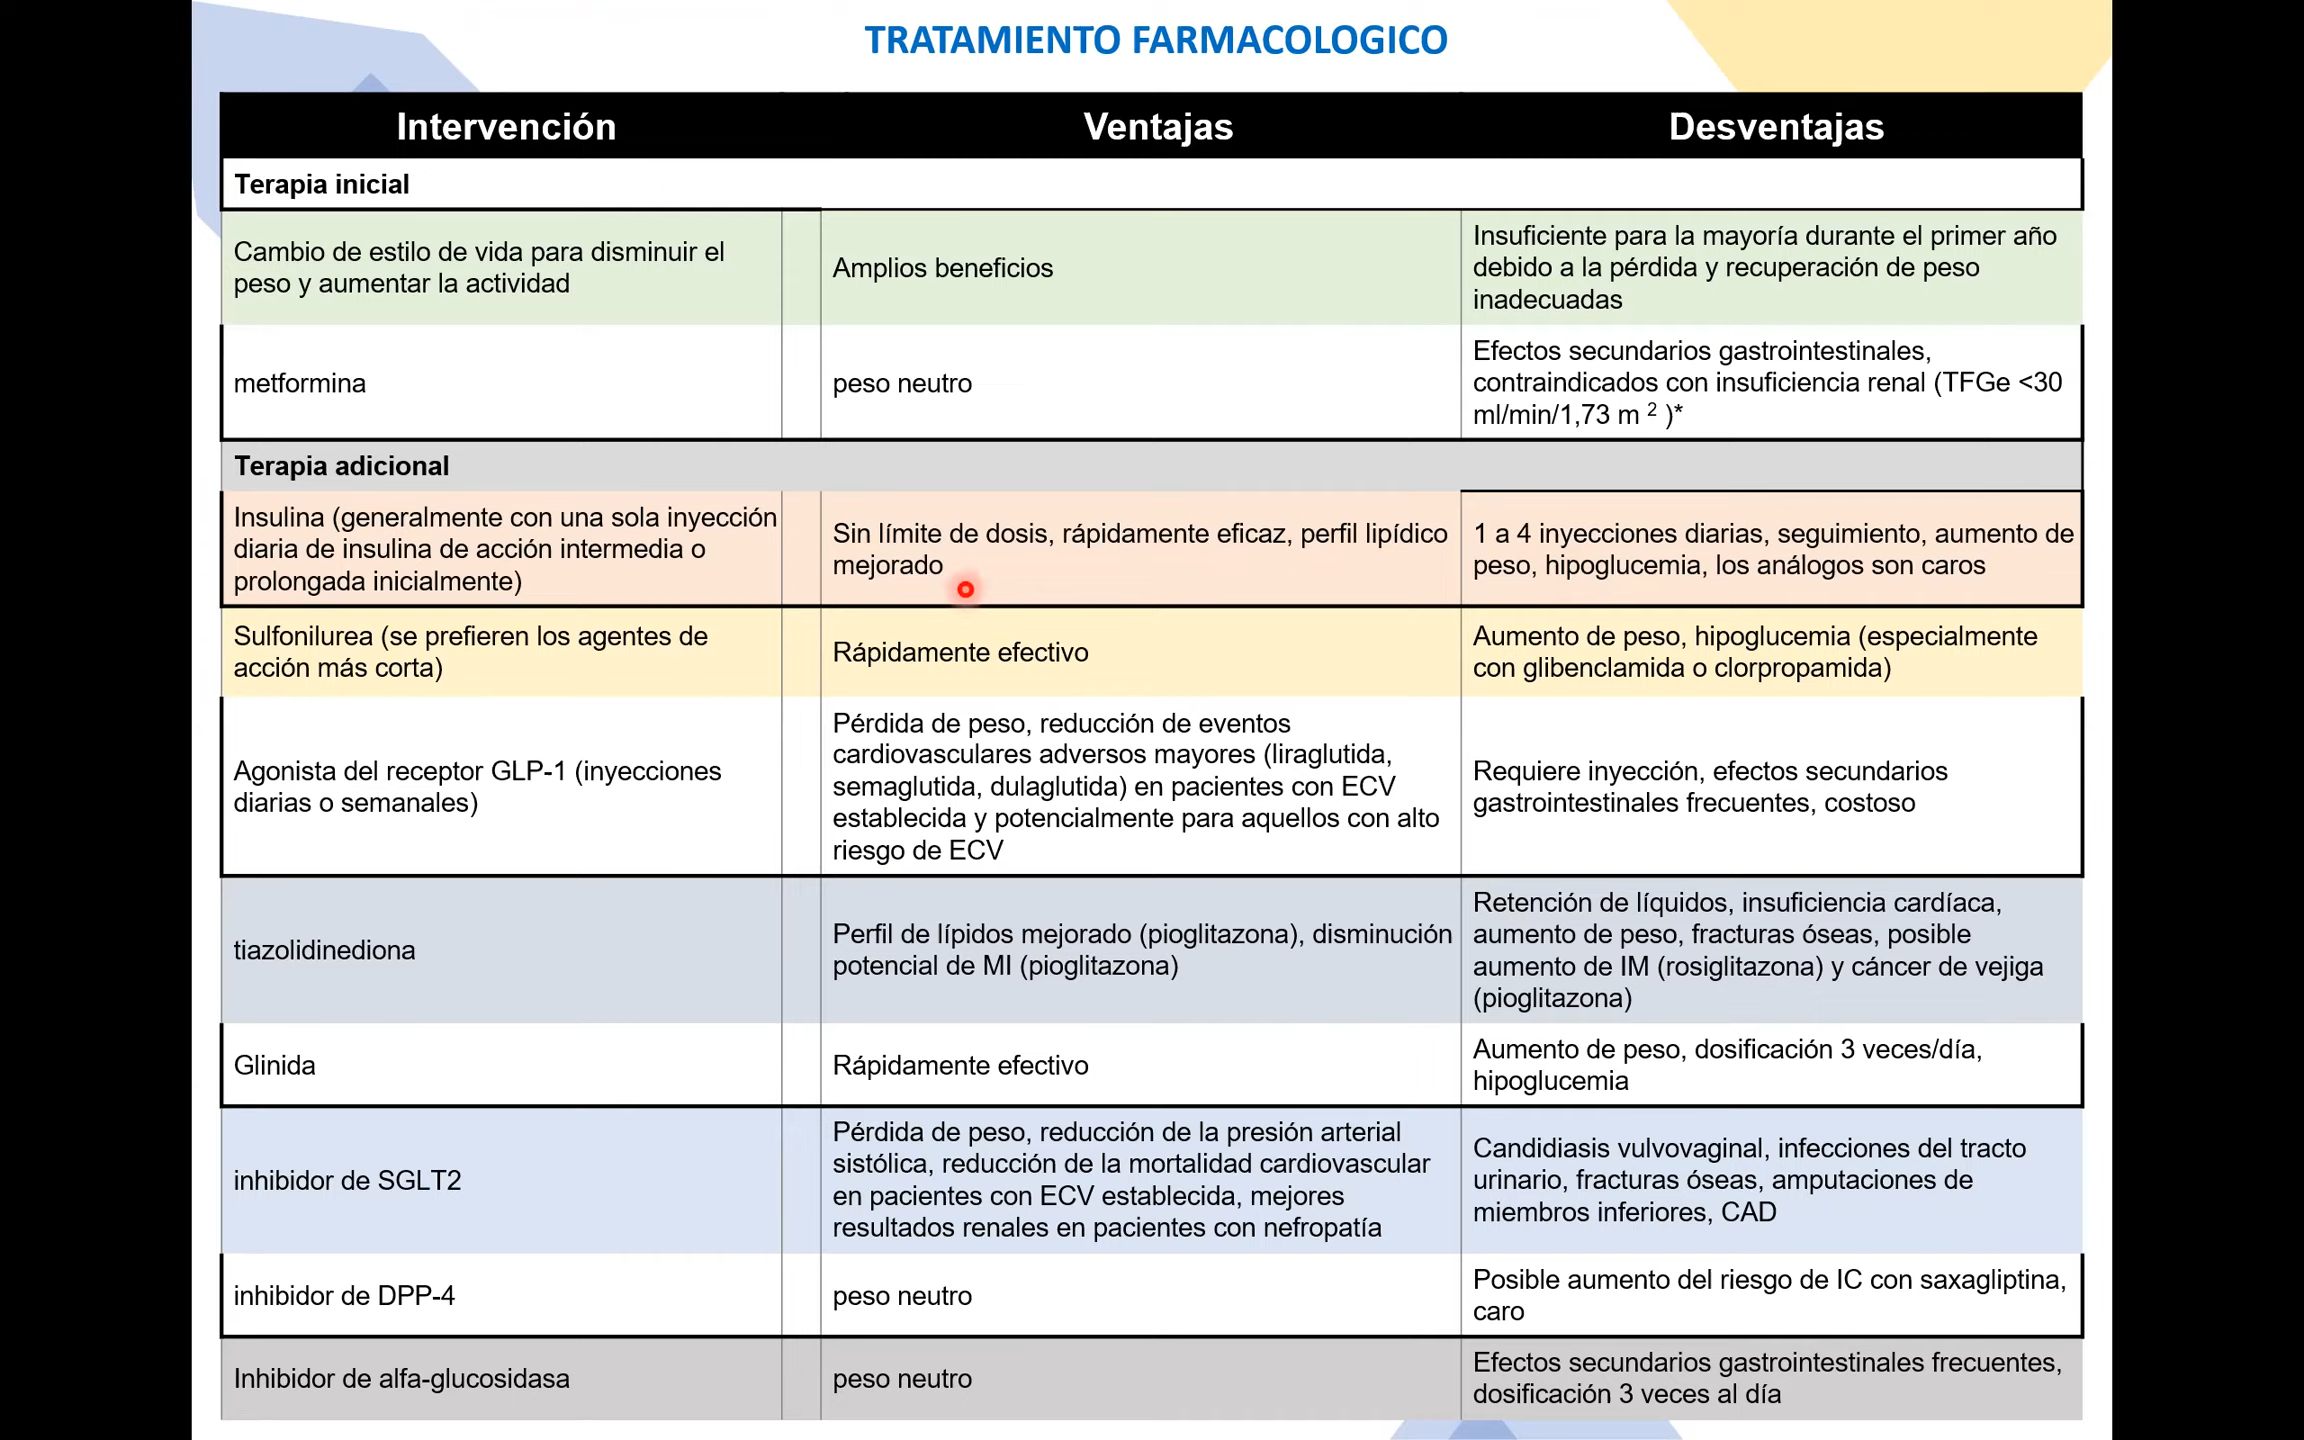 TRATAMIENTO FARMACOLOGICO
Intervención
Ventajas
Desventajas
Terapia inicial
Cambio de estilo de vida para disminuir el
peso y aumentar la actividad
Amplios beneficios
Insuficiente para la mayoría durante el primer año
debido a la pérdida y recuperación de peso
inadecuadas
metformina
peso neutro
Efectos secundarios gastrointestinales,
contraindicados con insuficiencia renal (TFGe <30
ml/min/1,73 m ² )*
Terapia adicional
Insulina (generalmente con una sola inyección
diaria de insulina de acción intermedia o
prolongada inicialmente)
Sin límite de dosis, rápidamente eficaz, perfil lipídico
mejorado
1 a 4 inyecciones diarias, seguimiento, aumento de
peso, hipoglucemia, los análogos son caros
Sulfonilurea (se prefieren los agentes de
acción más corta)
Rápidamente efectivo
Aumento de peso, hipoglucemia (especialmente
con glibenclamida o clorpropamida)
Agonista del receptor GLP-1 (inyecciones
diarias o semanales)
Pérdida de peso, reducción de eventos
cardiovasculares adversos mayores (liraglutida,
semaglutida, dulaglutida) en pacientes con ECV
establecida y potencialmente para aquellos con alto
riesgo de ECV
Requiere inyección, efectos secundarios
gastrointestinales frecuentes, costoso
tiazolidinediona
Perfil de lípidos mejorado (pioglitazona), disminución
potencial de MI (pioglitazona)
Retención de líquidos, insuficiencia cardíaca,
aumento de peso, fracturas óseas, posible
aumento de IM (rosiglitazona) y cáncer de vejiga
(pioglitazona)
Glinida
Rápidamente efectivo
Aumento de peso, dosificación 3 veces/día,
hipoglucemia
inhibidor de SGLT2
Pérdida de peso, reducción de la presión arterial
sistólica, reducción de la mortalidad cardiovascular
en pacientes con ECV establecida, mejores
resultados renales en pacientes con nefropatía
Candidiasis vulvovaginal, infecciones del tracto
urinario, fracturas óseas, amputaciones de
miembros inferiores, CAD
inhibidor de DPP-4
peso neutro
Posible aumento del riesgo de IC con saxagliptina,
caro
Inhibidor de alfa-glucosidasa
peso neutro
Efectos secundarios gastrointestinales frecuentes,
dosificación 3 veces al día